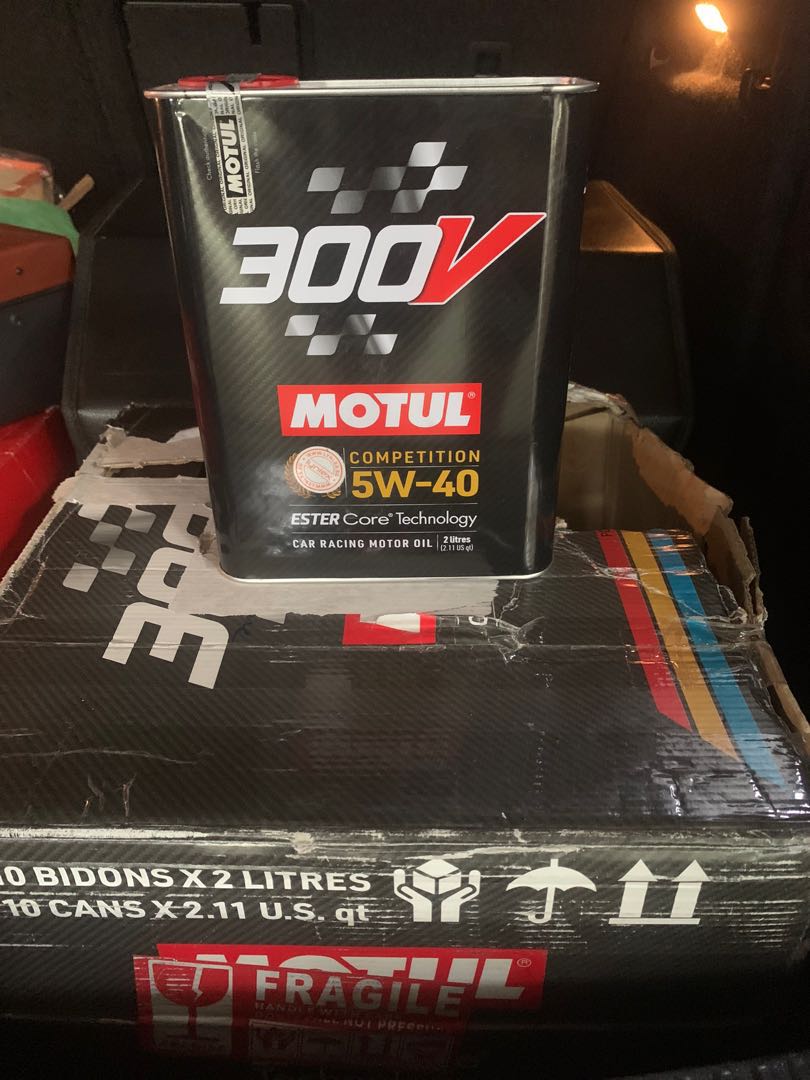 MOTUL
300V
MOTUL®
COMPETITION
5W-40
ESTER Core® Technology
CAR RACING MOTOR OIL 2 litres
(2.11 US qt)
300
10 BIDONS X 2 LITRES
10 CANS X 2.11 U.S. qt
MOTUL®
FRAGILE